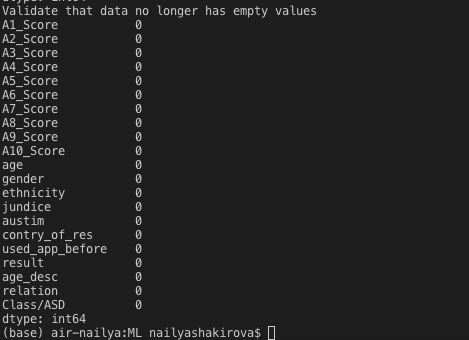 Validate that data no longer has empty values
A1_Score 0
A2_Score 0
A3_Score 0
A4_Score 0
A5_Score 0
A6_Score 0
A7_Score 0
A8_Score 0
A9_Score 0
A10_Score 0
age 0
gender 0
ethnicity 0
jundice 0
austim 0
contry_of_res 0
used_app_before 0
result 0
age_desc 0
relation 0
Class/ASD 0
dtype: int64
(base) air-nailya:ML nailyashakirova$